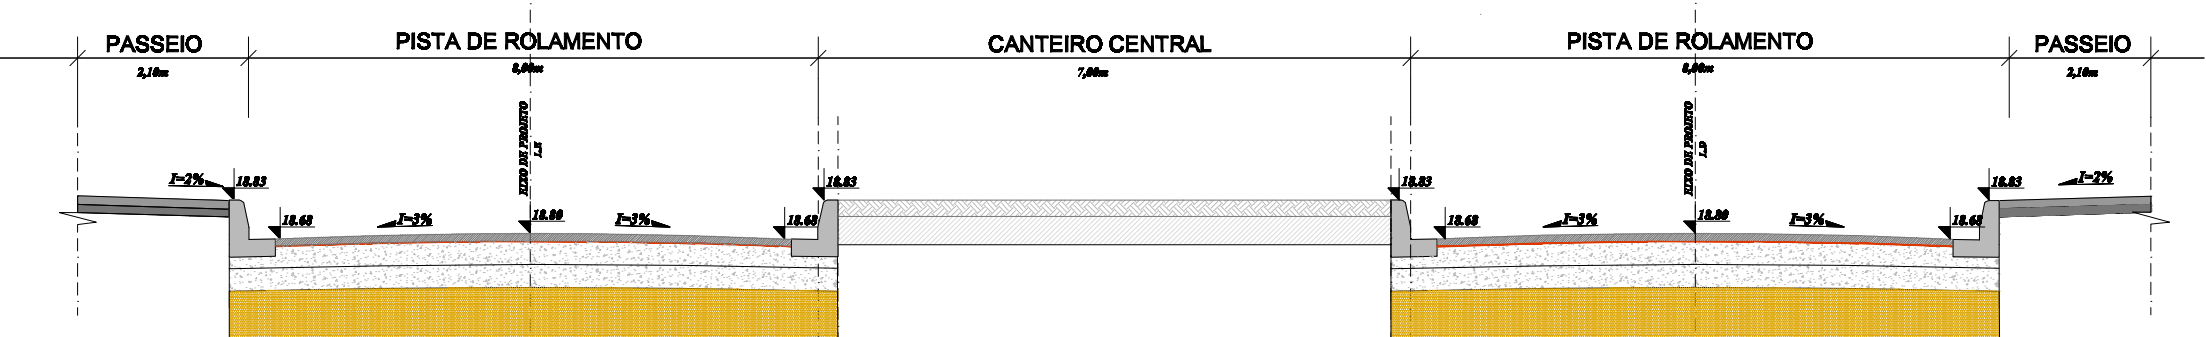 PASSEIO
PISTA DE ROLAMENTO
CANTEIRO CENTRAL
PISTA DE ROLAMENTO
PASSEIO
2,10m
8,00m
7,00m
8,00m
2,10m
EIXO DE PROJETO
L.E
EIXO DE PROJETO
L.D
I=2%
18.83
18.83
18.83
18.83
I=2%
18.68
I=3%
18.80
I=3%
18.68
18.68
I=3%
18.80
I=3%
18.68